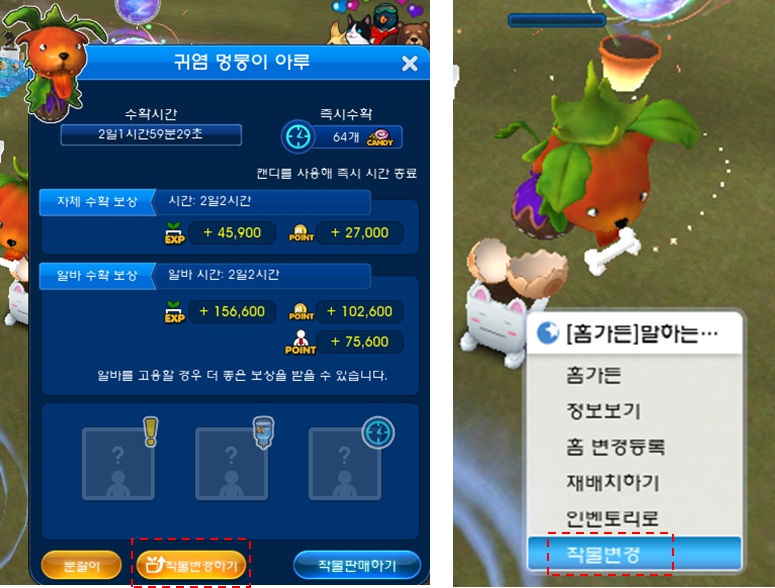 귀염 멍뭉이 아루
수확시간
즉시수확
2일1시간59분29초
64개 CANDY
캔디를 사용해 즉시 시간 종료
자체 수확 보상
시간: 2일2시간
EXP + 45,900
POINT + 27,000
알바 수확 보상
알바 시간: 2일2시간
EXP + 156,600
POINT + 102,600
POINT + 75,600
알바를 고용할 경우 더 좋은 보상을 받을 수 있습니다.
? ? ?
분갈이
작물변경하기
작물판매하기
[홈가든]말하는…
홈가든
정보보기
홈 변경등록
재배치하기
인벤토리로
작물변경